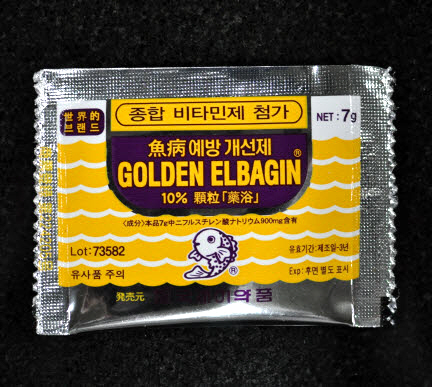 世界的
브랜드
종합 비타민제 첨가
NET : 7g
魚病 예방 개선제
GOLDEN ELBAGIN®
10% 顆粒「薬浴」
《成分》本品7g中ニフルスチレン酸ナトリウム900mg含有
Lot: 73582
유사품 주의
®
유효기간: 제조일-3년
Exp: 후면 별도 표시
発売元
약품